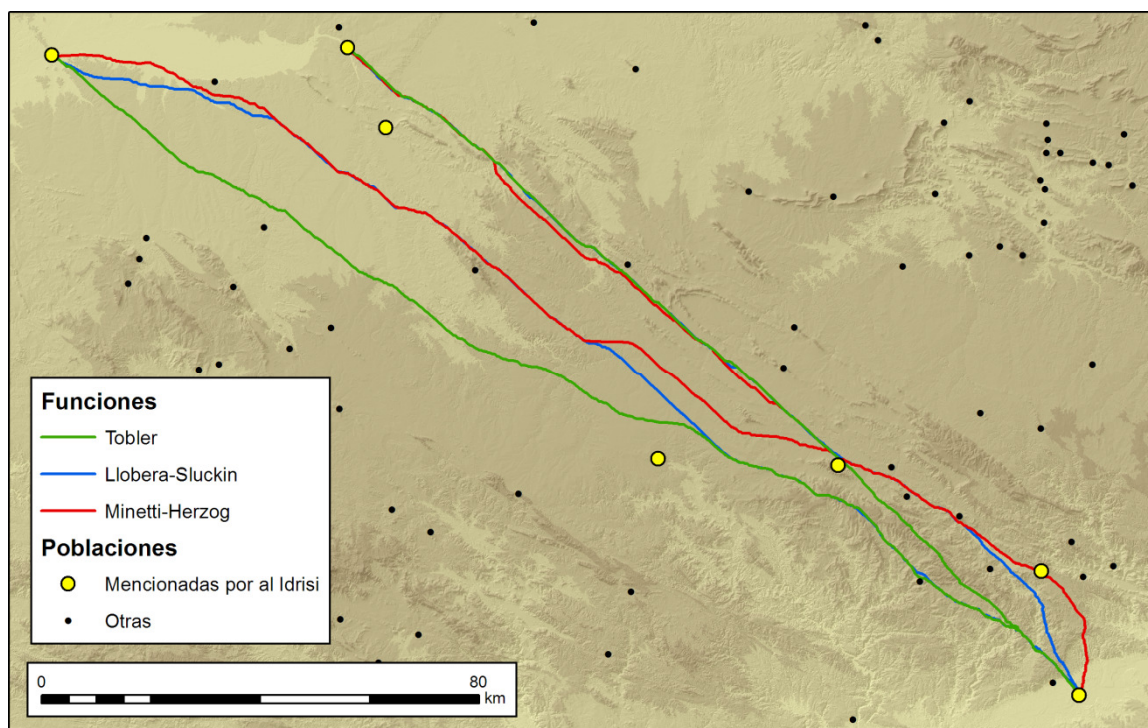 Funciones
Tobler
Llobera-Sluckin
Minetti-Herzog
Poblaciones
Mencionadas por al Idrisi
Otras
0 80
km